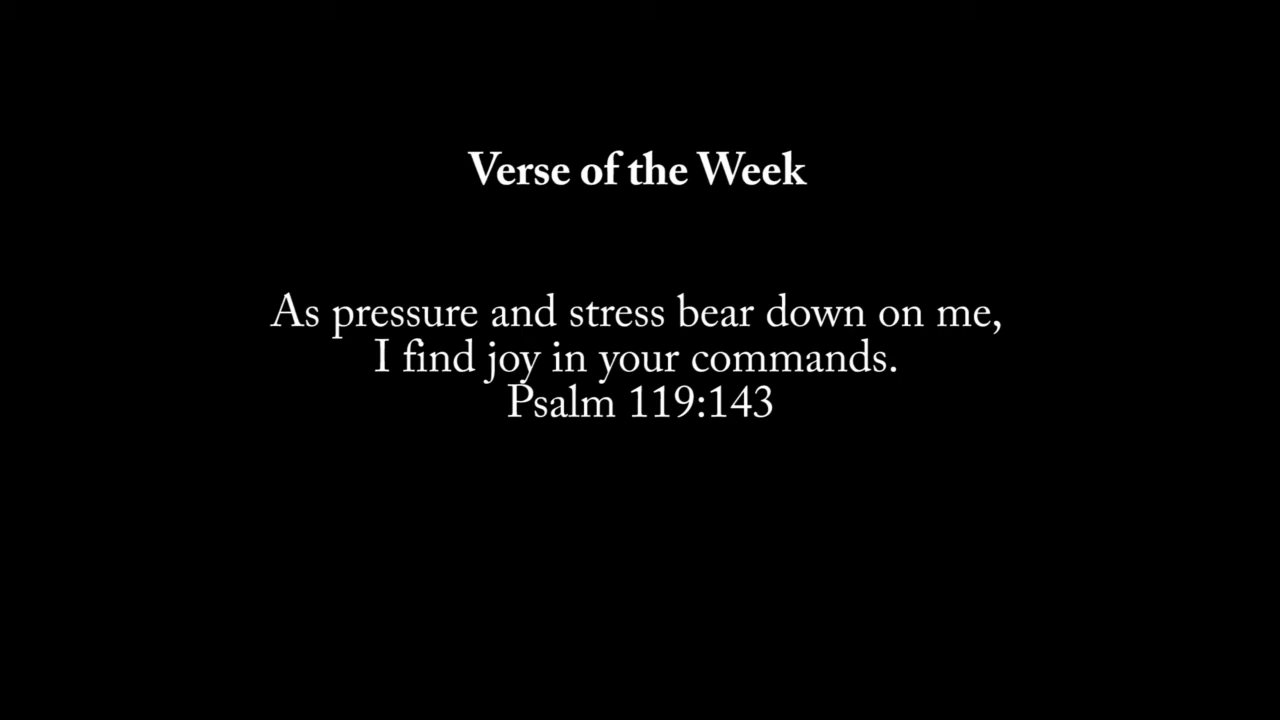 Verse of the Week
As pressure and stress bear down on me,
I find joy in your commands.
Psalm 119:143